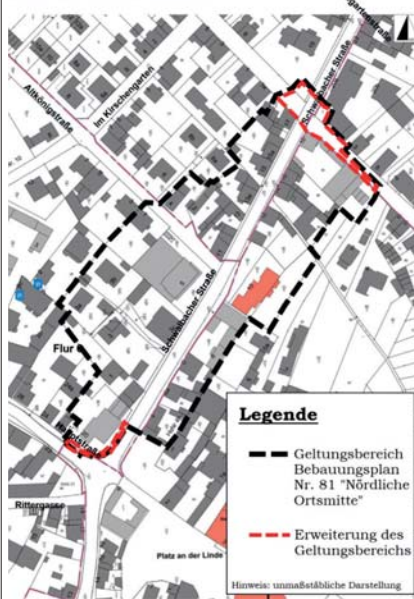 Schwalbacher Straße
Altkönigstraße
Im Kirschengarten
Schwalbacher Straße
Flur
Hauptstraße
Rittergasse
Platz an der Linde
Legende
Geltungsbereich
Bebauungsplan
Nr. 81 "Nördliche
Ortsmitte"
Erweiterung des
Geltungsbereichs
Hinweis: unmaßstäbliche Darstellung